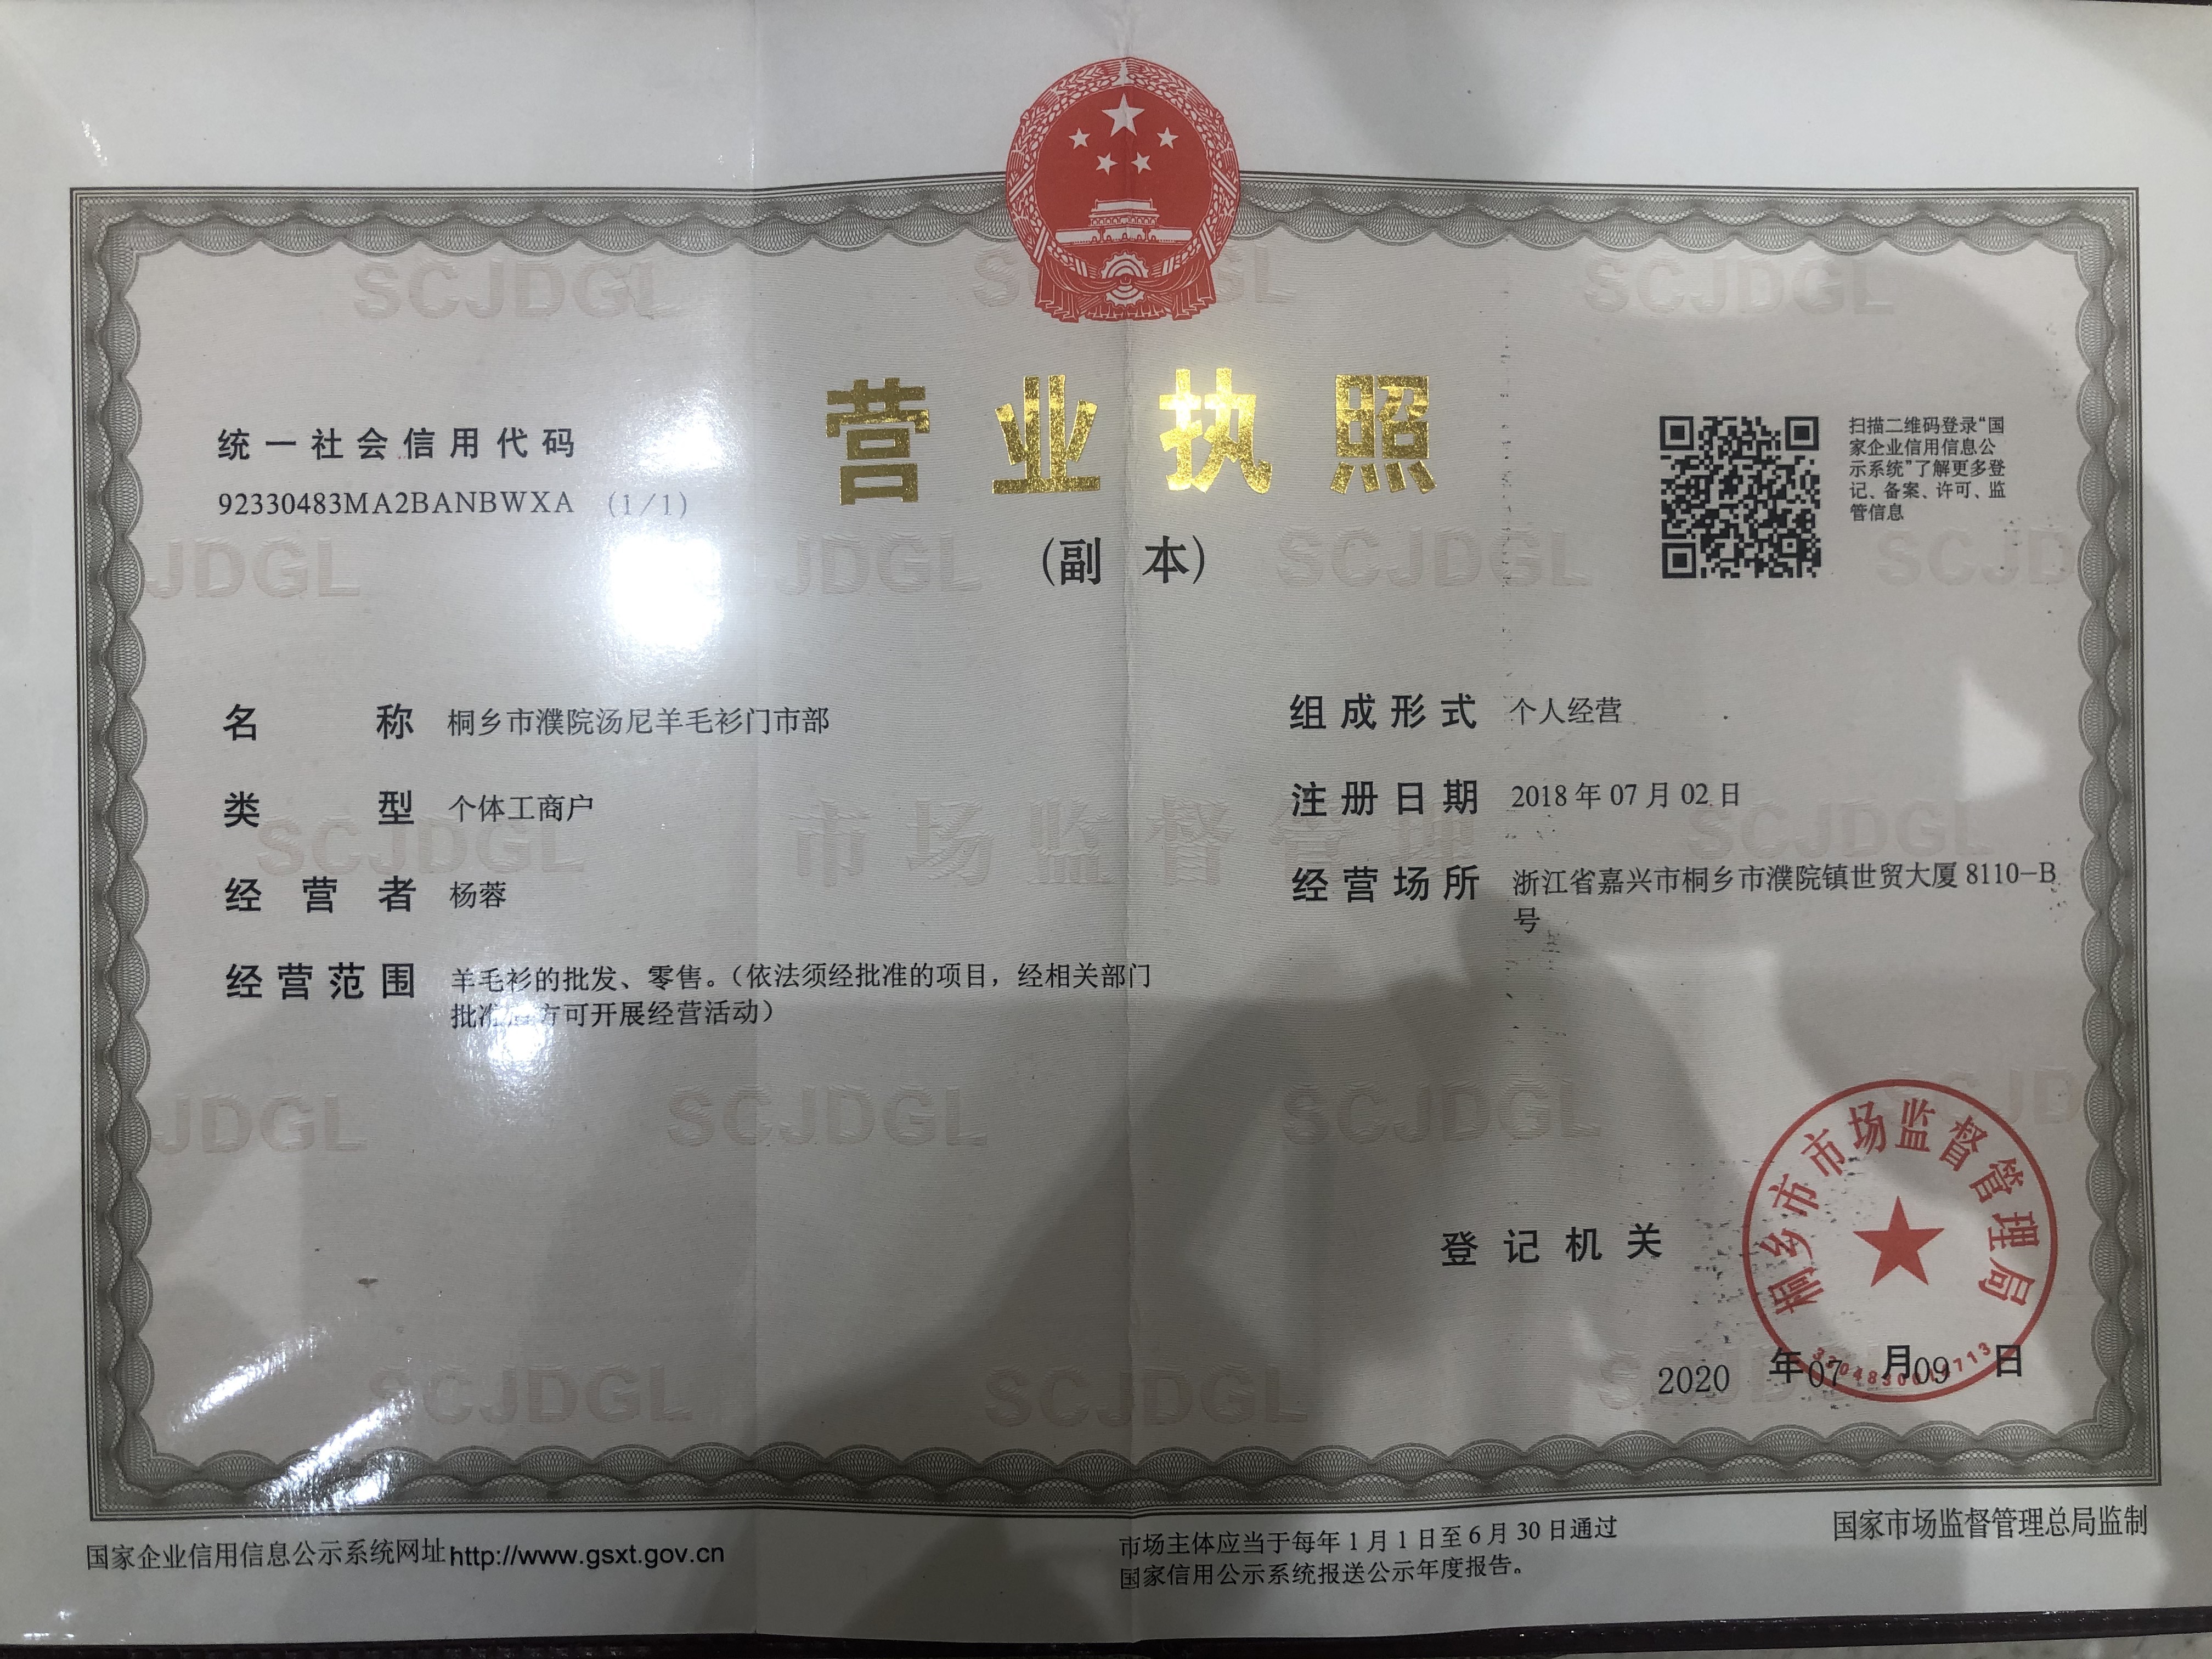 营业执照
(副 本)
统一社会信用代码
92330483MA2BANBWXA (1/1)
扫描二维码登录“国
家企业信用信息公
示系统”了解更多登
记、备案、许可、监
管信息
名 称 桐乡市濮院汤尼羊毛衫门市部
类 型 个体工商户
经 营 者 杨蓉
经营范围 羊毛衫的批发、零售。(依法须经批准的项目，经相关部门
批准后方可开展经营活动)
组成形式 个人经营
注册日期 2018 年 07 月 02 日
经营场所 浙江省嘉兴市桐乡市濮院镇世贸大厦 8110-B
号
登记机关
桐乡市市场监督管理局
2020 年 07 月 09 日
国家企业信用信息公示系统网址 http://www.gsxt.gov.cn
市场主体应当于每年 1 月 1 日至 6 月 30 日通过
国家信用公示系统报送公示年度报告。
国家市场监督管理总局监制
SCJDGL
市场监督管理